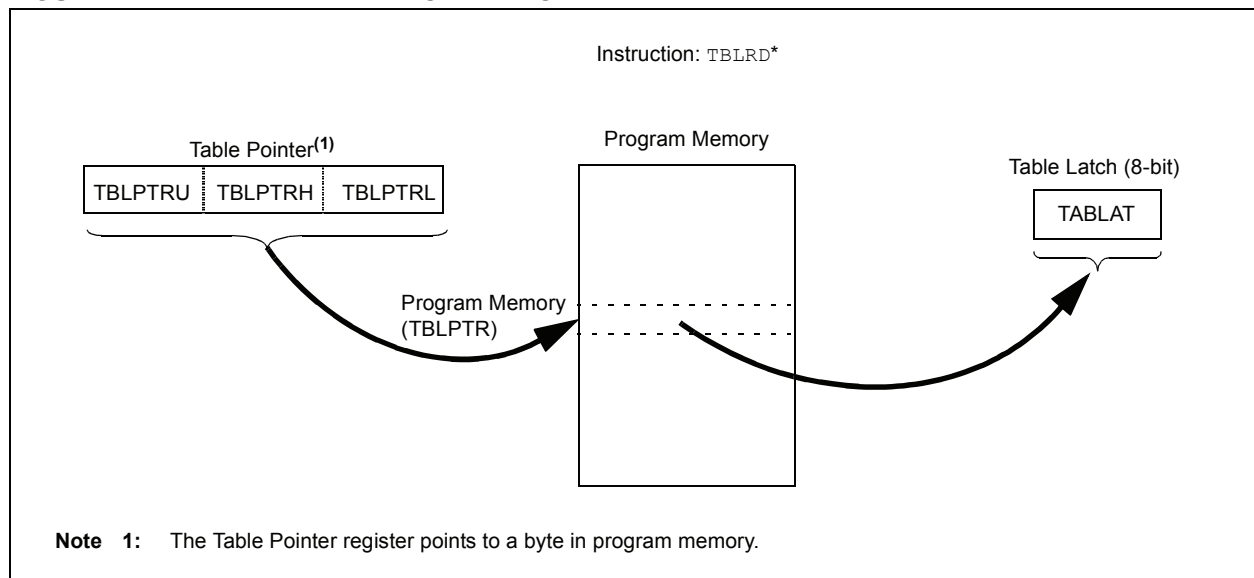 Instruction: TBLRD*
Table Pointer(1)
TBLPTRU TBLPTRH TBLPTRL
Program Memory
Table Latch (8-bit)
TABLAT
Program Memory
(TBLPTR)
Note 1: The Table Pointer register points to a byte in program memory.